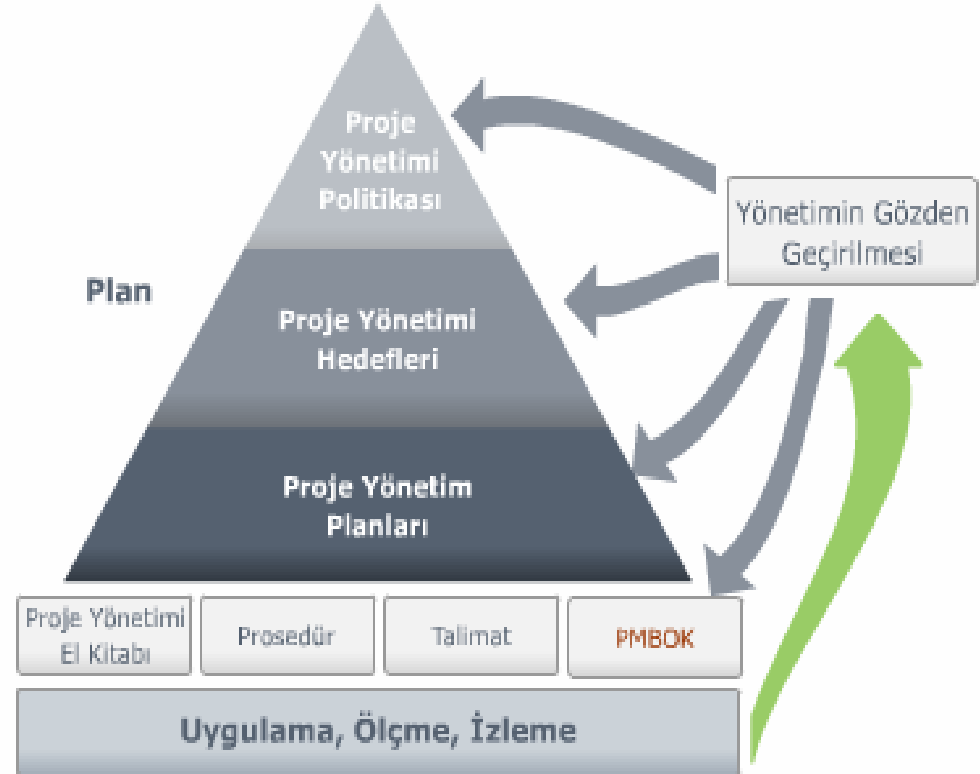 Proje
Yönetimi
Politikası
Yönetimin Gözden
Geçirilmesi
Plan
Proje Yönetimi
Hedefleri
Proje Yönetim
Planları
Proje Yönetimi
El Kitabı
Prosedür
Talimat
PMBOK
Uygulama, Ölçme, İzleme